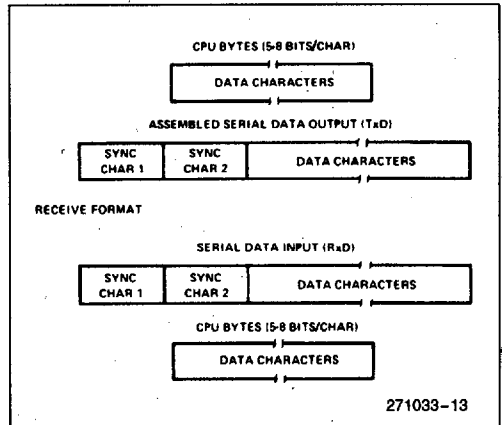 CPU BYTES (5-8 BITS/CHAR)
DATA CHARACTERS
ASSEMBLED SERIAL DATA OUTPUT (TxD)
SYNC CHAR 1
SYNC CHAR 2
DATA CHARACTERS
RECEIVE FORMAT
SERIAL DATA INPUT (RxD)
SYNC CHAR 1
SYNC CHAR 2
DATA CHARACTERS
CPU BYTES (5-8 BITS/CHAR)
DATA CHARACTERS
271033-13